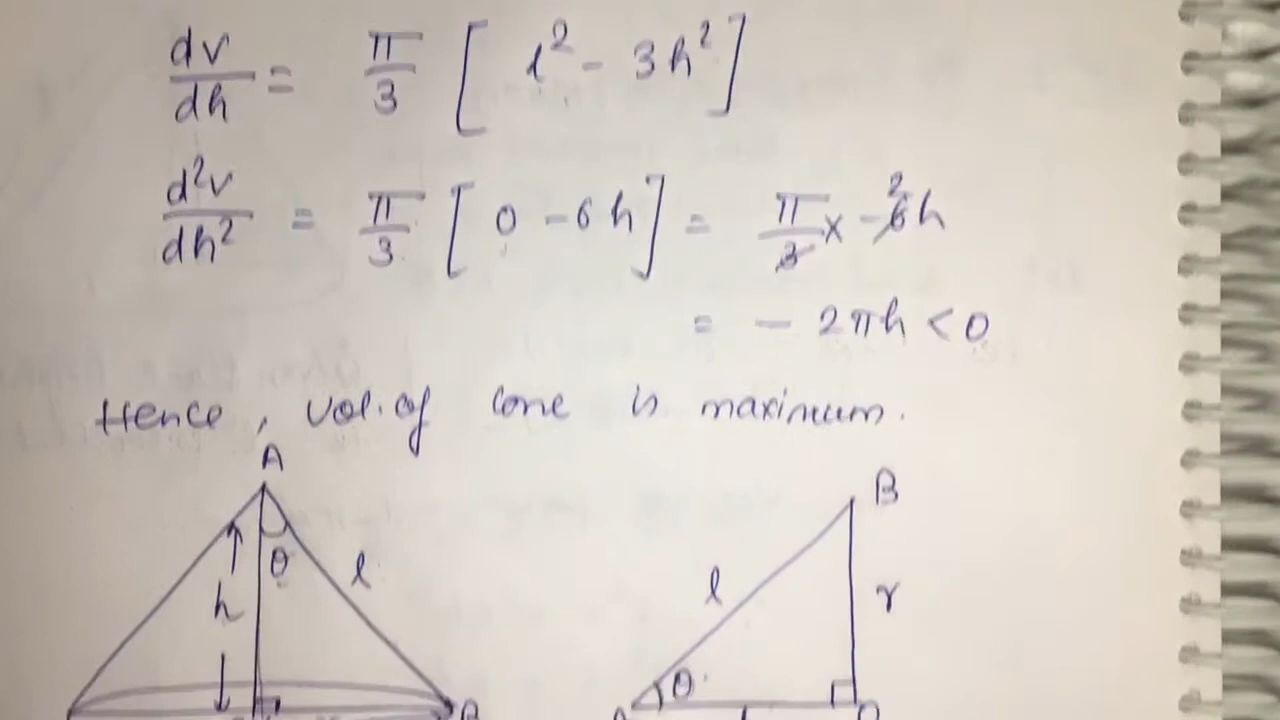 dv/dh = π/3 [ l² - 3h² ]
d²v/dh² = π/3 [ 0 - 6h ] = π/3 × -6h 2
= - 2πh < 0
Hence, vol. of cone is maximum.
A
B
θ
l
h
l
r
θ